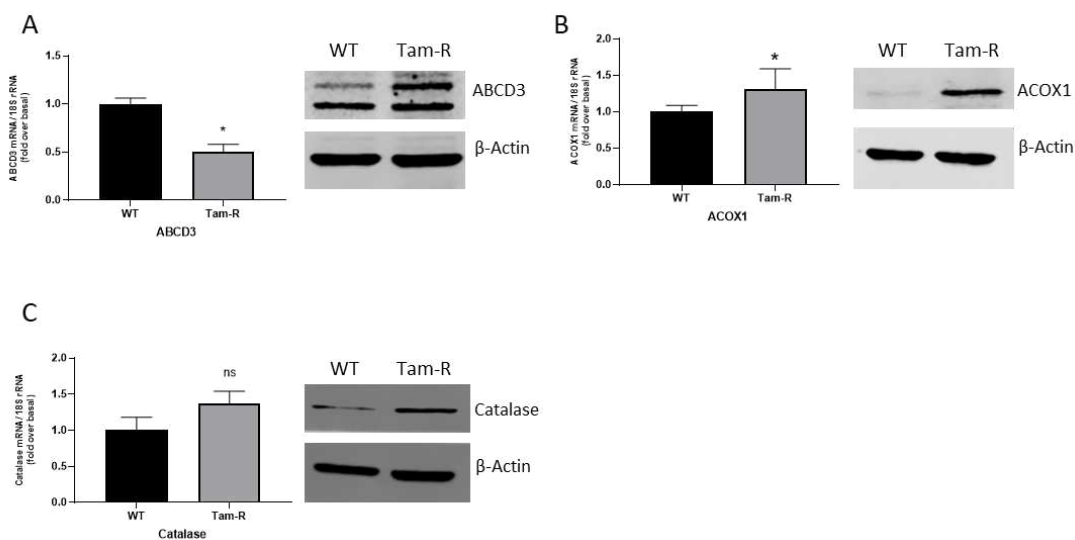 A
ABCD3 mRNA/18S rRNA
(fold over basal)
1.5
1.0
0.5
0.0
*
WT
Tam-R
ABCD3
WT Tam-R
ABCD3
β-Actin
B
ACOX1 mRNA/18S rRNA
(fold over basal)
2.0
1.5
1.0
0.5
0.0
*
WT
Tam-R
ACOX1
WT Tam-R
ACOX1
β-Actin
C
Catalase mRNA/18S rRNA
(fold over basal)
2.0
1.5
1.0
0.5
0.0
ns
WT
Tam-R
Catalase
WT Tam-R
Catalase
β-Actin